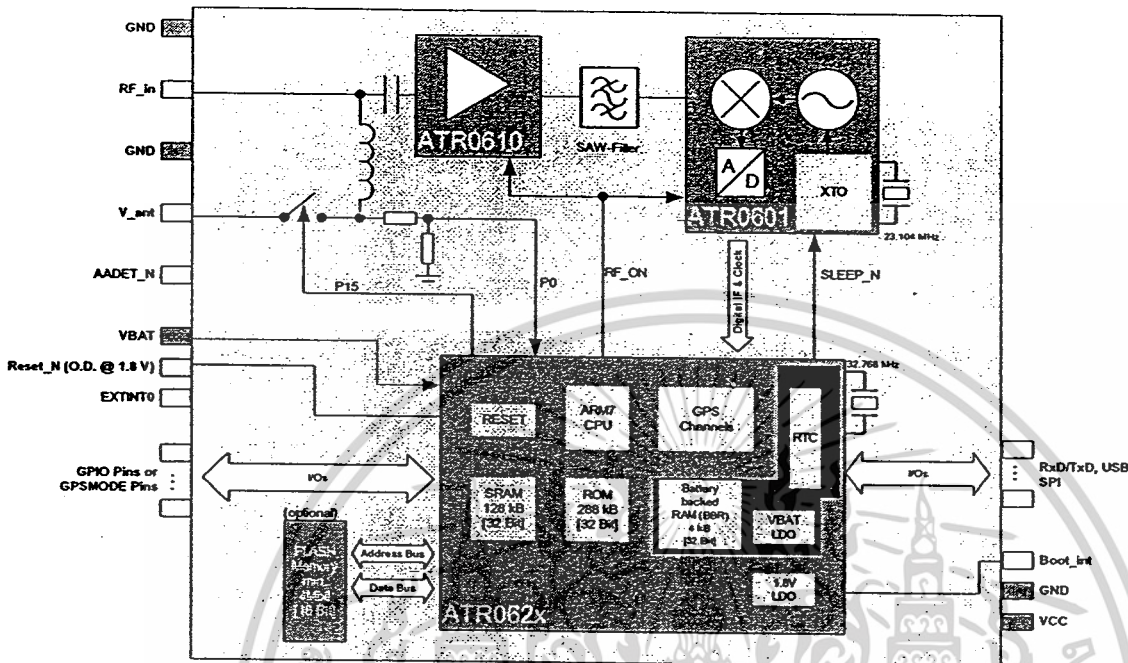 GND
RF_in
GND
V_ant
AADET_N
VBAT
Reset_N (O.D. @ 1.8 V)
EXTINT0
GPIO Pins or
GPSMODE Pins
ATR0610
SAW-Filter
A
D
XTO
ATR0601
23.104 MHz
P15
P0
RF_ON
Digital IF & Clock
SLEEP_N
32.768 MHz
RESET
ARM7
CPU
GPS
Channels
RTC
I/Os
SRAM
128 kB
[32 Bit]
ROM
288 kB
[32 Bit]
Battery
backed
RAM (BBR)
4 kB
[32 Bit]
VBAT
LDO
1.8V
LDO
I/Os
(optional)
FLASH
Memory
[16 Bit]
Address Bus
Data Bus
ATR062x
RxD/TxD, USB
SPI
Boot_int
GND
VCC